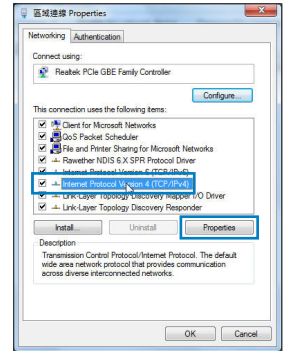 區域連線 Properties
Networking
Authentication
Connect using:
Realtek PCIe GBE Family Controller
Configure...
This connection uses the following items:
Client for Microsoft Networks
QoS Packet Scheduler
File and Printer Sharing for Microsoft Networks
Rawether NDIS 6.X SPR Protocol Driver
Internet Protocol Version 6 (TCP/IPv6)
Internet Protocol Version 4 (TCP/IPv4)
Link-Layer Topology Discovery Mapper I/O Driver
Link-Layer Topology Discovery Responder
Install...
Uninstall
Properties
Description
Transmission Control Protocol/Internet Protocol. The default
wide area network protocol that provides communication
across diverse interconnected networks.
OK
Cancel